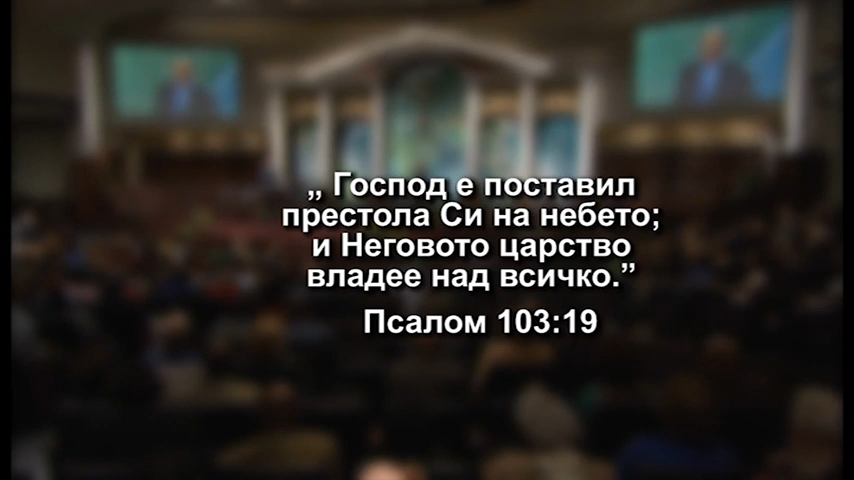 „ Господ е поставил
престола Си на небето;
и Неговото царство
владее над всичко.”
Псалом 103:19